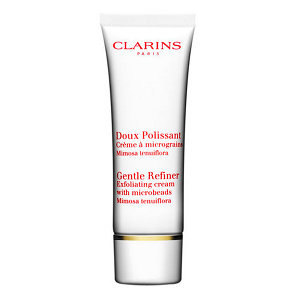 CLARINS
PARIS
Doux Polissant
Crème à micrograins
Mimosa tenuiflora
Gentle Refiner
Exfoliating cream
with microbeads
Mimosa tenuiflora